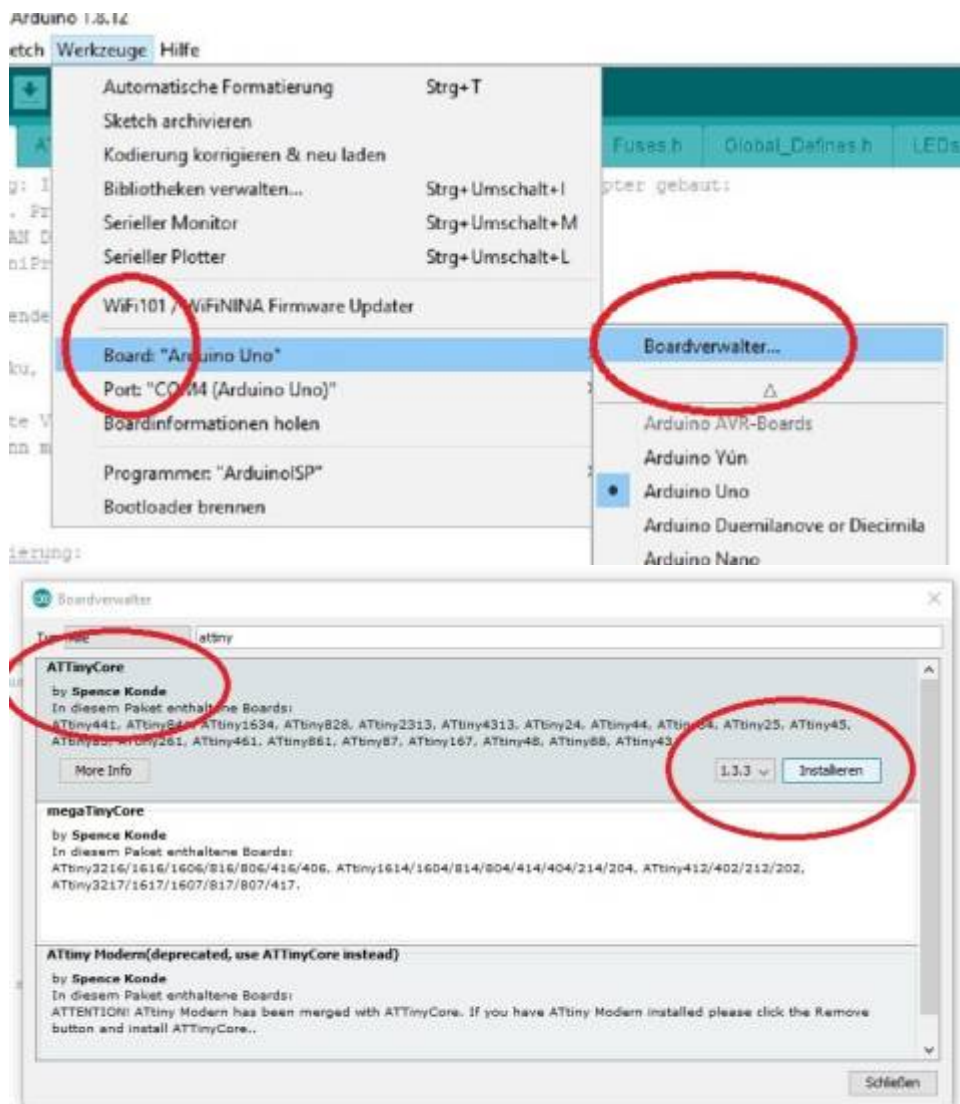 Arduino 1.8.12
etch Werkzeuge Hilfe
Automatische Formatierung Strg+T
Sketch archivieren
Kodierung korrigieren & neu laden
Fuses.h Global_Defines.h LEDs
Bibliotheken verwalten... Strg+Umschalt+I
pter gebaut:
Serieller Monitor Strg+Umschalt+M
Serieller Plotter Strg+Umschalt+L
WiFi101 / WiFiNINA Firmware Updater
ende
Board: "Arduino Uno"
Boardverwalter...
Port: "COM4 (Arduino Uno)"
Boardinformationen holen
Arduino AVR-Boards
Arduino Yún
Programmer: "ArduinoISP"
Arduino Uno
Bootloader brennen
Arduino Duemilanove or Diecimila
ierung:
Arduino Nano
Boardverwalter
attiny
ATTinyCore
by Spence Konde
In diesem Paket enthaltene Boards:
ATtiny441, ATtiny1634, ATtiny828, ATtiny2313, ATtiny4313, ATtiny24, ATtiny44, ATtiny25, ATtiny45,
ATtiny461, ATtiny861, ATtiny87, ATtiny167, ATtiny48, ATtiny88, ATtiny43
More Info 1.3.3 Installieren
megaTinyCore
by Spence Konde
In diesem Paket enthaltene Boards:
ATtiny3216/1616/1606/816/806/416/406, ATtiny1614/1604/814/804/414/404/214/204, ATtiny412/402/212/202,
ATtiny3217/1617/1607/817/807/417.
ATtiny Modern(deprecated, use ATTinyCore instead)
by Spence Konde
In diesem Paket enthaltene Boards:
ATTENTION! ATtiny Modern has been merged with ATTinyCore. If you have ATtiny Modern installed please click the Remove
button and install ATTinyCore..
Schließen